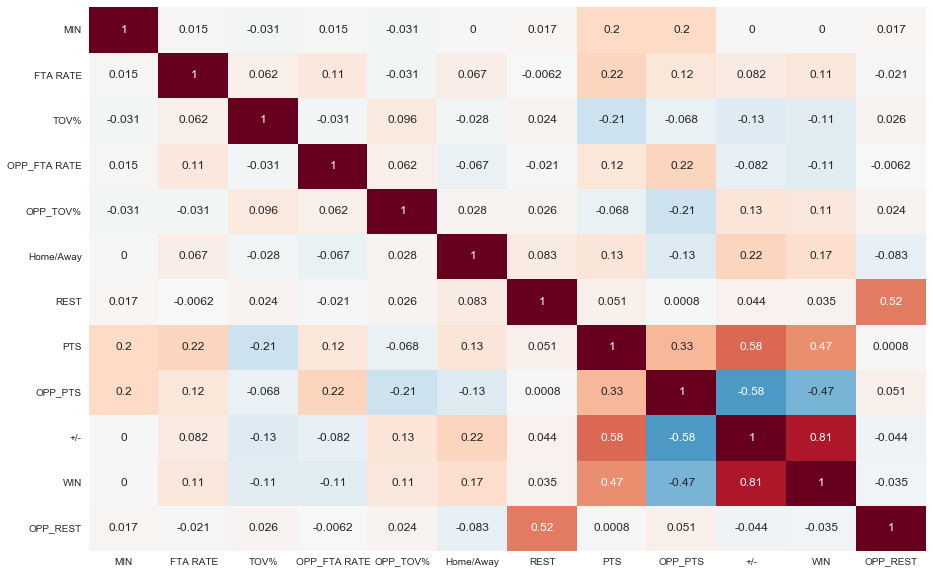 MIN 1 0.015 -0.031 0.015 -0.031 0 0.017 0.2 0.2 0 0 0.017
FTA RATE 0.015 1 0.062 0.11 -0.031 0.067 -0.0062 0.22 0.12 0.082 0.11 -0.021
TOV% -0.031 0.062 1 -0.031 0.096 -0.028 0.024 -0.21 -0.068 -0.13 -0.11 0.026
OPP_FTA RATE 0.015 0.11 -0.031 1 0.062 -0.067 -0.021 0.12 0.22 -0.082 -0.11 -0.0062
OPP_TOV% -0.031 -0.031 0.096 0.062 1 0.028 0.026 -0.068 -0.21 0.13 0.11 0.024
Home/Away 0 0.067 -0.028 -0.067 0.028 1 0.083 0.13 -0.13 0.22 0.17 -0.083
REST 0.017 -0.0062 0.024 -0.021 0.026 0.083 1 0.051 0.0008 0.044 0.035 0.52
PTS 0.2 0.22 -0.21 0.12 -0.068 0.13 0.051 1 0.33 0.58 0.47 0.0008
OPP_PTS 0.2 0.12 -0.068 0.22 -0.21 -0.13 0.0008 0.33 1 -0.58 -0.47 0.051
+/- 0 0.082 -0.13 -0.082 0.13 0.22 0.044 0.58 -0.58 1 0.81 -0.044
WIN 0 0.11 -0.11 -0.11 0.11 0.17 0.035 0.47 -0.47 0.81 1 -0.035
OPP_REST 0.017 -0.021 0.026 -0.0062 0.024 -0.083 0.52 0.0008 0.051 -0.044 -0.035 1
MIN FTA RATE TOV% OPP_FTA RATE OPP_TOV% Home/Away REST PTS OPP_PTS +/- WIN OPP_REST